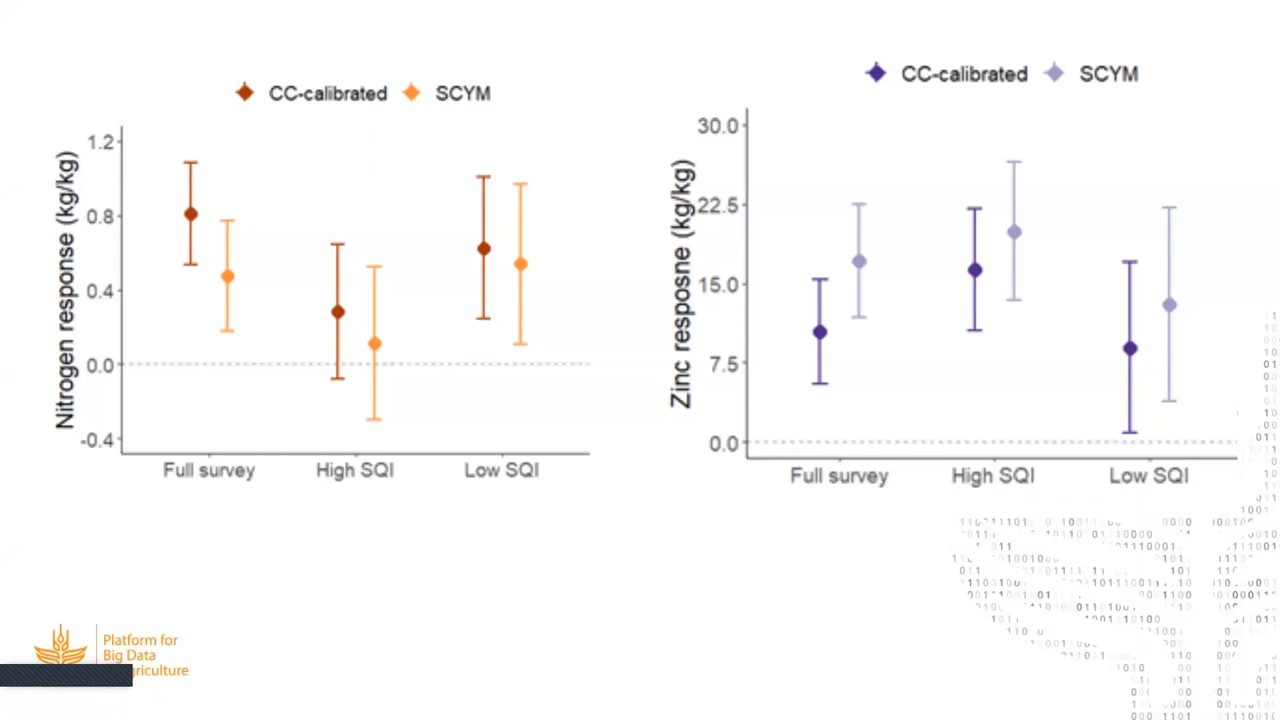 CC-calibrated SCYM
Nitrogen response (kg/kg)
1.2
0.8
0.4
0.0
-0.4
Full survey High SQI Low SQI
CC-calibrated SCYM
Zinc resposne (kg/kg)
30.0
22.5
15.0
7.5
0.0
Full survey High SQI Low SQI
Platform for
Big Data
griculture